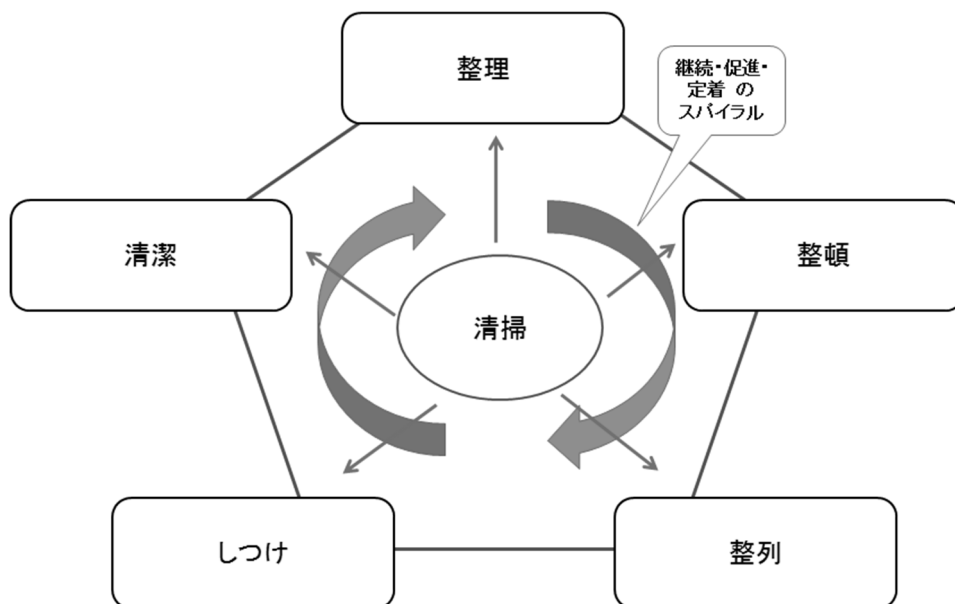 整理
継続・促進・
定着 の
スパイラル
清潔
整頓
清掃
しつけ
整列